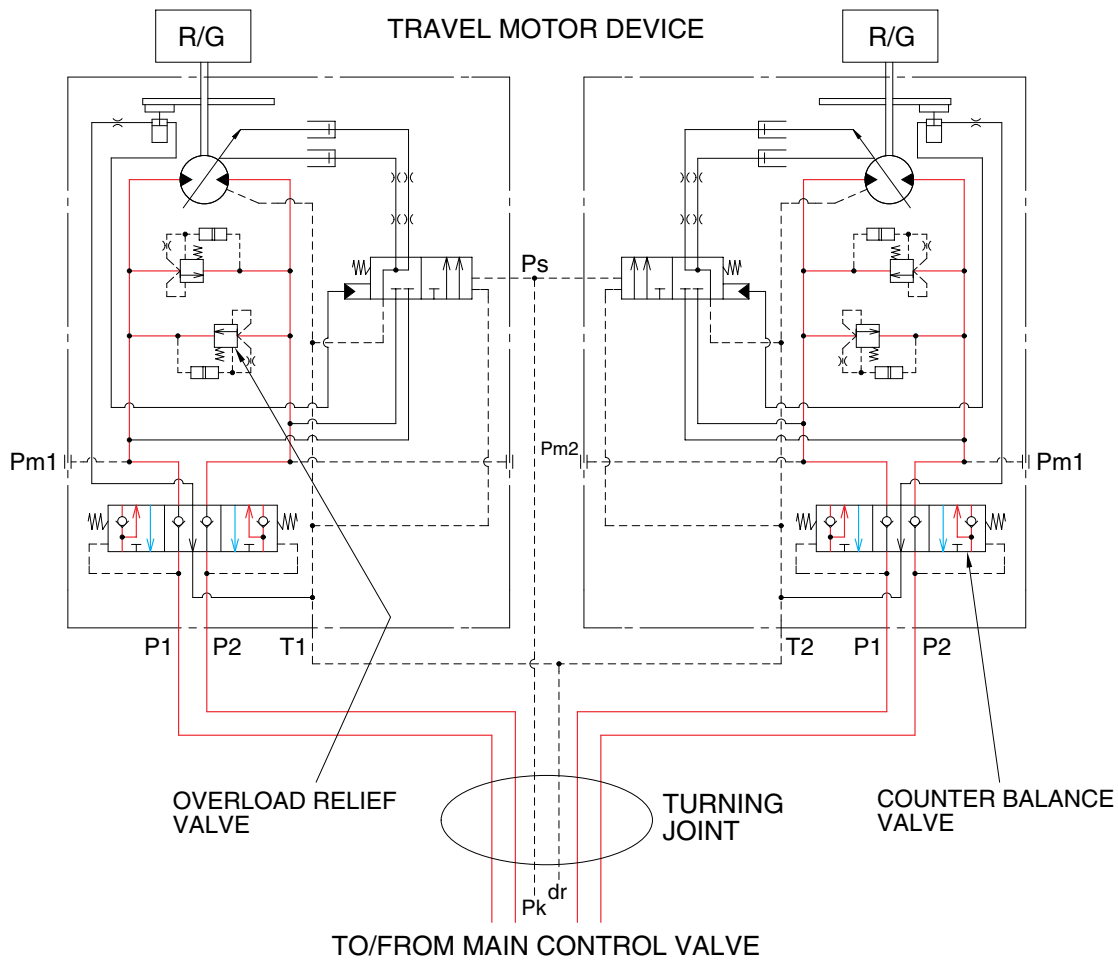 TRAVEL MOTOR DEVICE
R/G
R/G
Ps
Pm1
Pm2
Pm1
P1
P2
T1
T2
P1
P2
OVERLOAD RELIEF
VALVE
TURNING
JOINT
COUNTER BALANCE
VALVE
Pk
dr
TO/FROM MAIN CONTROL VALVE